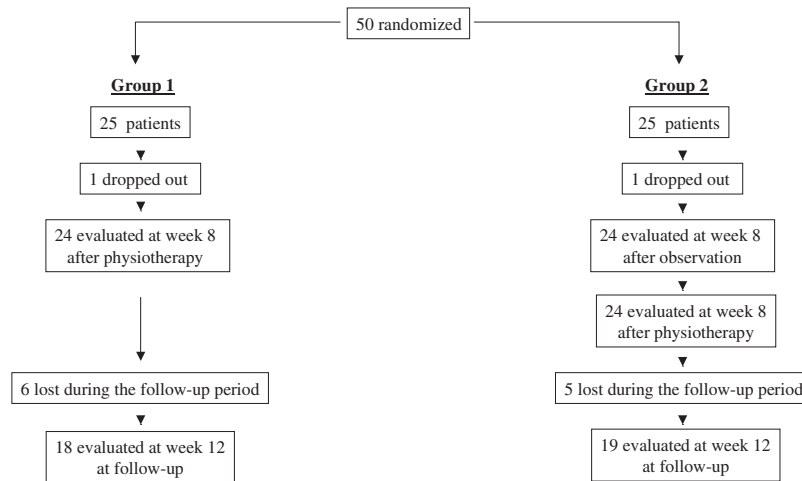 50 randomized
Group 1
25 patients
1 dropped out
24 evaluated at week 8
after physiotherapy
6 lost during the follow-up period
18 evaluated at week 12
at follow-up
Group 2
25 patients
1 dropped out
24 evaluated at week 8
after observation
24 evaluated at week 8
after physiotherapy
5 lost during the follow-up period
19 evaluated at week 12
at follow-up